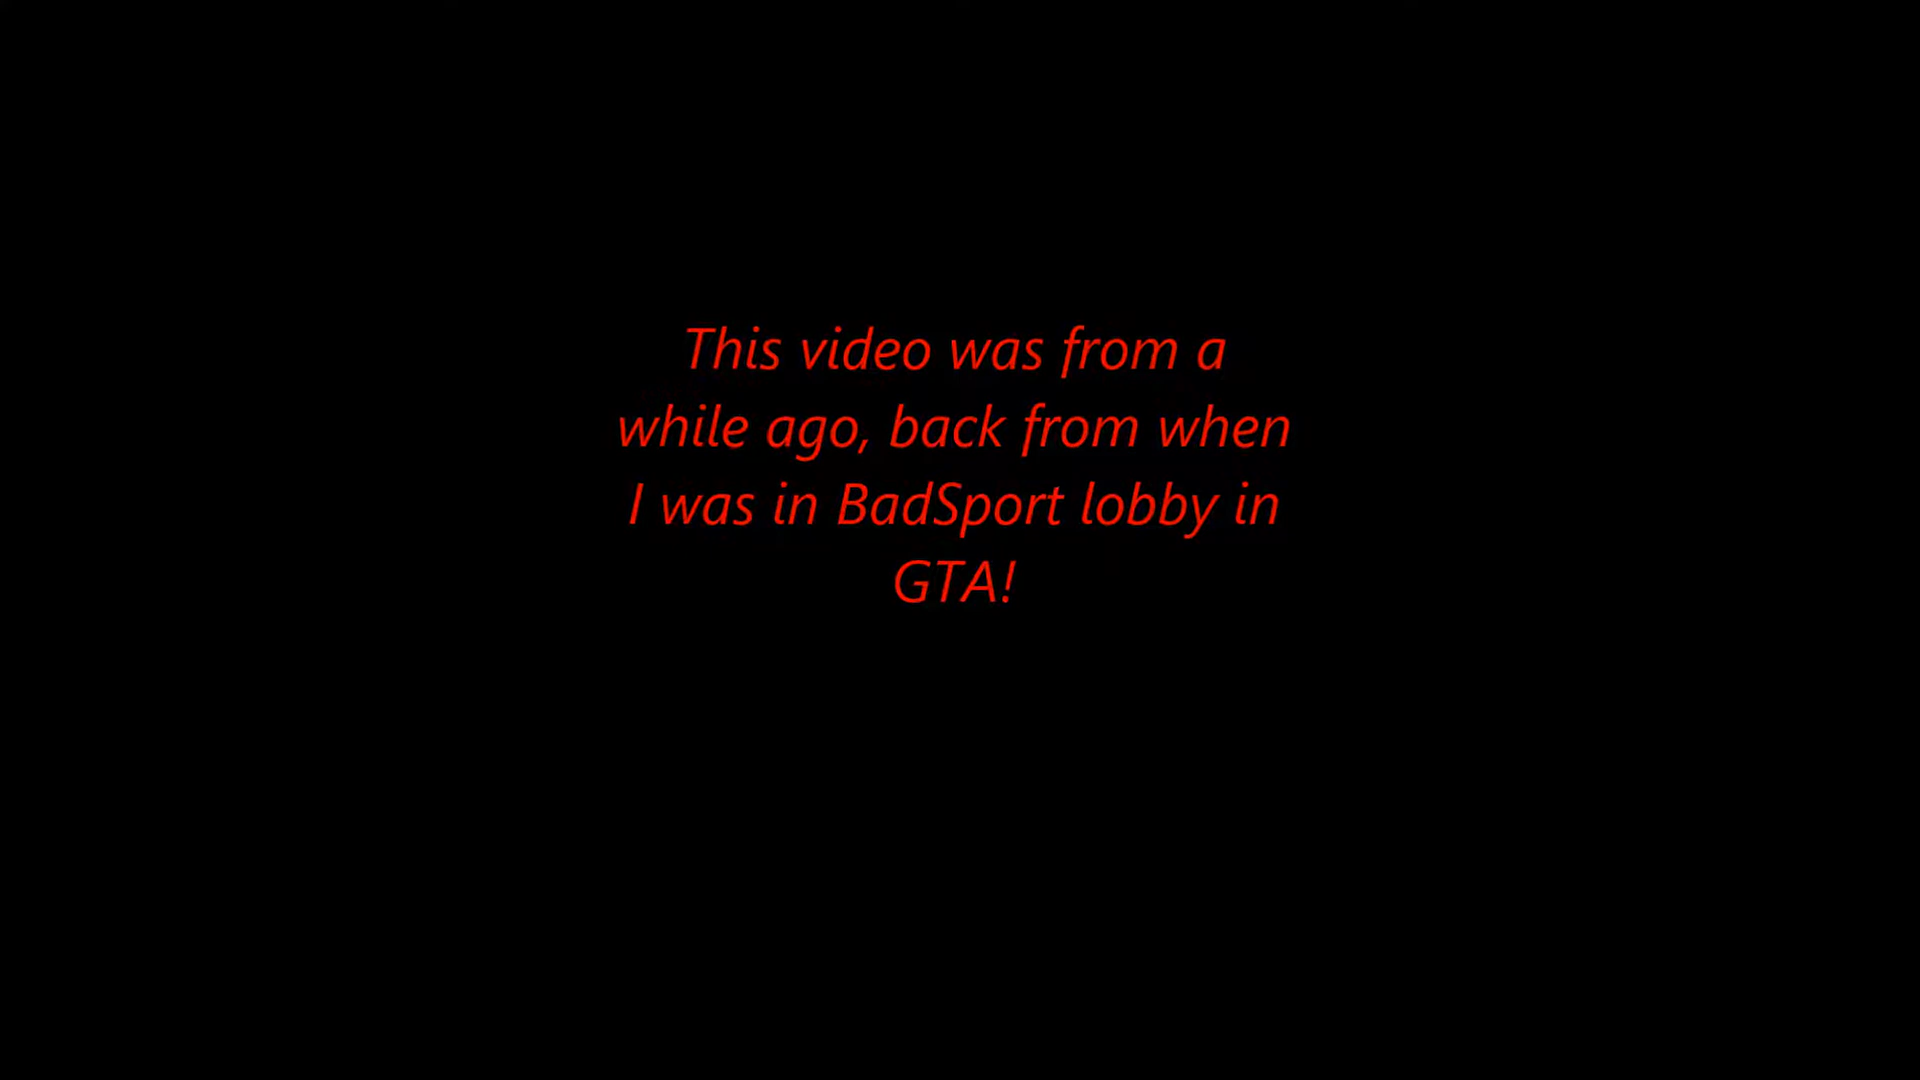 This video was from a
while ago, back from when
I was in BadSport lobby in
GTA!